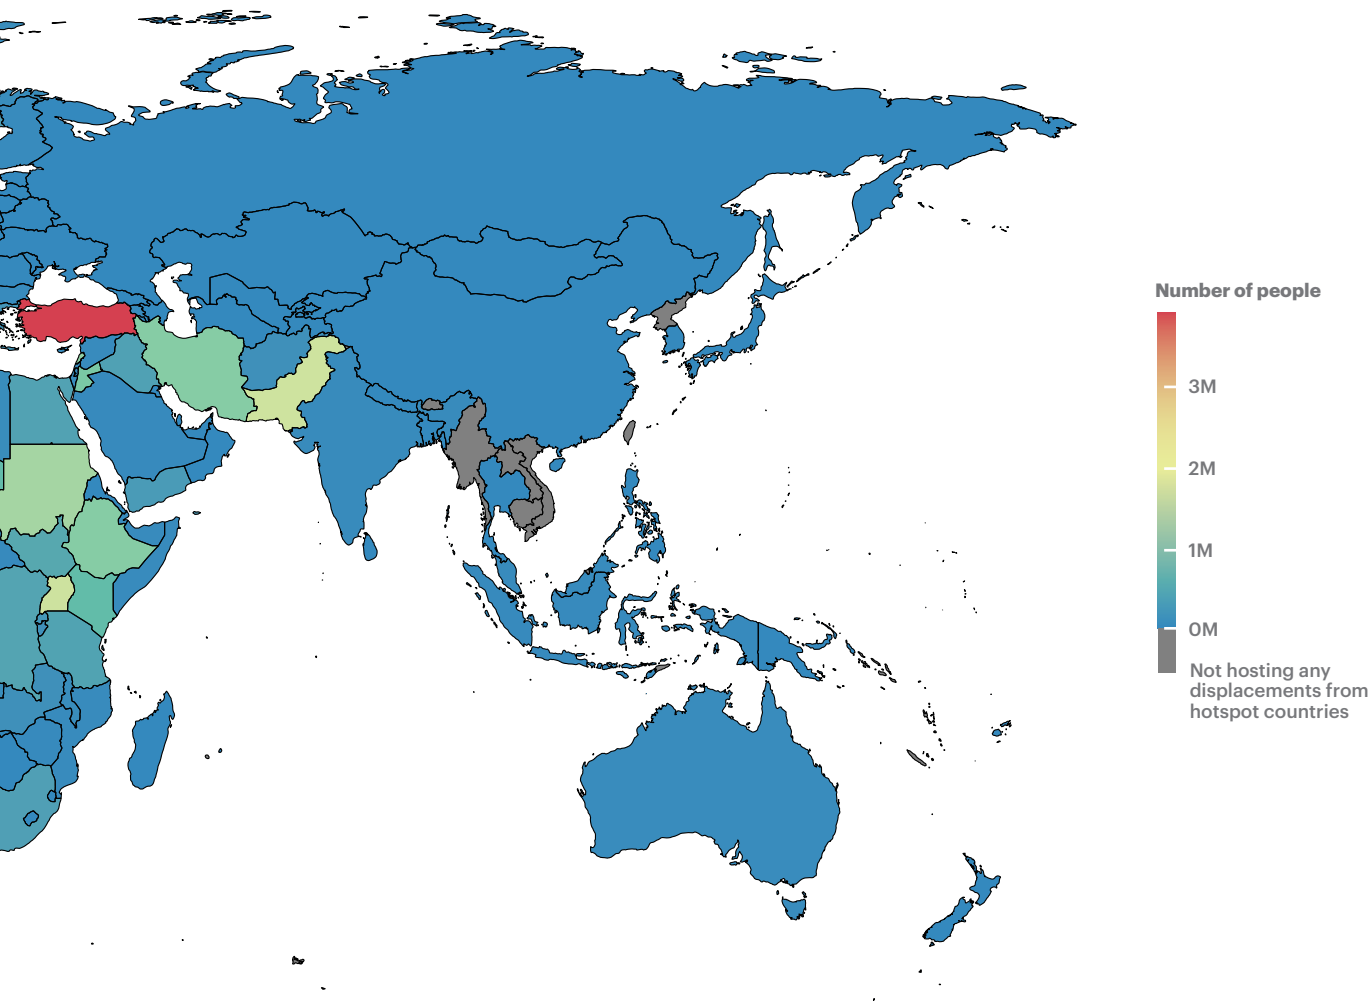 Number of people
3M
2M
1M
0M
Not hosting any
displacements from
hotspot countries